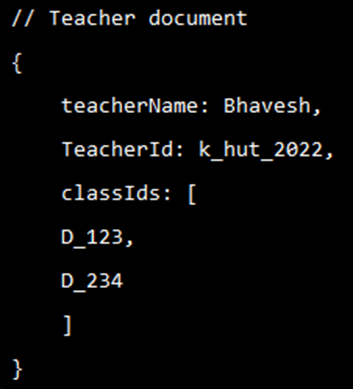 // Teacher document
{
teacherName: Bhavesh,
TeacherId: k_hut_2022,
classIds: [
D_123,
D_234
]
}